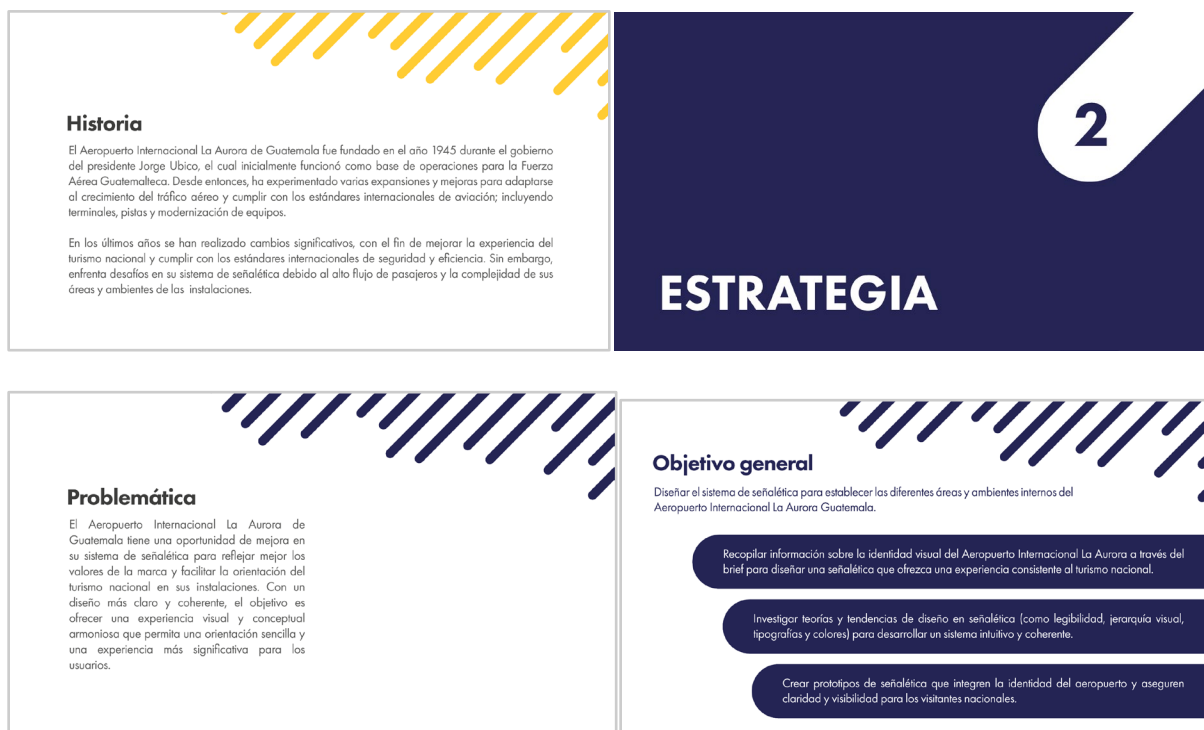 Historia
El Aeropuerto Internacional La Aurora de Guatemala fue fundado en el año 1945 durante el gobierno
del presidente Jorge Ubico, el cual inicialmente funcionó como base de operaciones para la Fuerza
Aérea Guatemalteca. Desde entonces, ha experimentado varias expansiones y mejoras para adaptarse
al crecimiento del tráfico aéreo y cumplir con los estándares internacionales de aviación; incluyendo
terminales, pistas y modernización de equipos.
En los últimos años se han realizado cambios significativos, con el fin de mejorar la experiencia del
turismo nacional y cumplir con los estándares internacionales de seguridad y eficiencia. Sin embargo,
enfrenta desafíos en su sistema de señalética debido al alto flujo de pasajeros y la complejidad de sus
áreas y ambientes de las instalaciones.
2
ESTRATEGIA
Problemática
El Aeropuerto Internacional La Aurora de
Guatemala tiene una oportunidad de mejora en
su sistema de señalética para reflejar mejor los
valores de la marca y facilitar la orientación del
turismo nacional en sus instalaciones. Con un
diseño más claro y coherente, el objetivo es
ofrecer una experiencia visual y conceptual
armoniosa que permita una orientación sencilla y
una experiencia más significativa para los
usuarios.
Objetivo general
Diseñar el sistema de señalética para establecer las diferentes áreas y ambientes internos del
Aeropuerto Internacional La Aurora Guatemala.
Recopilar información sobre la identidad visual del Aeropuerto Internacional La Aurora a través del
brief para diseñar una señalética que ofrezca una experiencia consistente al turismo nacional.
Investigar teorías y tendencias de diseño en señalética (como legibilidad, jerarquía visual,
tipografías y colores) para desarrollar un sistema intuitivo y coherente.
Crear prototipos de señalética que integren la identidad del aeropuerto y aseguren
claridad y visibilidad para los visitantes nacionales.